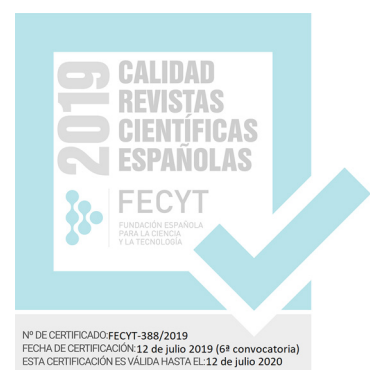 2019
CALIDAD
REVISTAS
CIENTÍFICAS
ESPAÑOLAS
FECYT
FUNDACIÓN ESPAÑOLA
PARA LA CIENCIA
Y LA TECNOLOGÍA
Nº DE CERTIFICADO:FECYT-388/2019
FECHA DE CERTIFICACIÓN:12 de julio 2019 (6ª convocatoria)
ESTA CERTIFICACIÓN ES VÁLIDA HASTA EL:12 de julio 2020